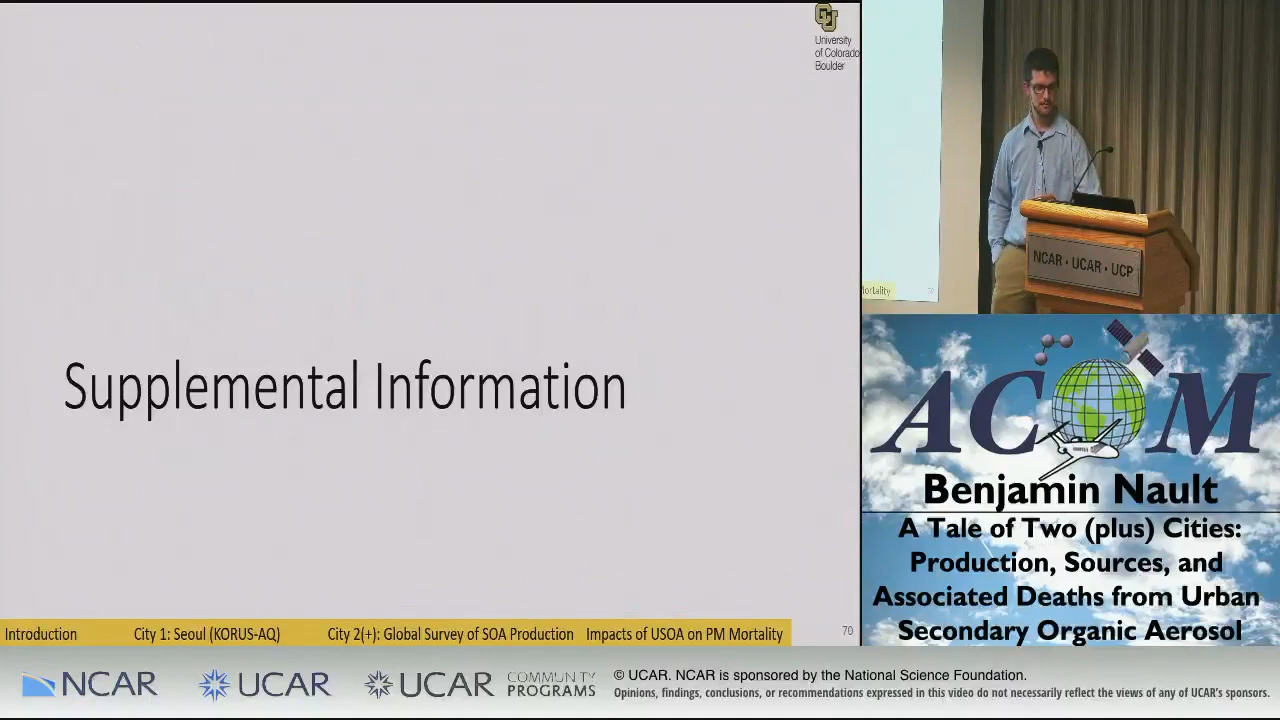 University
of Colorado
Boulder
Supplemental Information
Introduction
City 1: Seoul (KORUS-AQ)
City 2(+): Global Survey of SOA Production
Impacts of USOA on PM Mortality
70
NCAR • UCAR • UCP
ACOM
Benjamin Nault
A Tale of Two (plus) Cities:
Production, Sources, and
Associated Deaths from Urban
Secondary Organic Aerosol
NCAR
UCAR
UCAR
COMMUNITY
PROGRAMS
© UCAR. NCAR is sponsored by the National Science Foundation.
Opinions, findings, conclusions, or recommendations expressed in this video do not necessarily reflect the views of any of UCAR's sponsors.